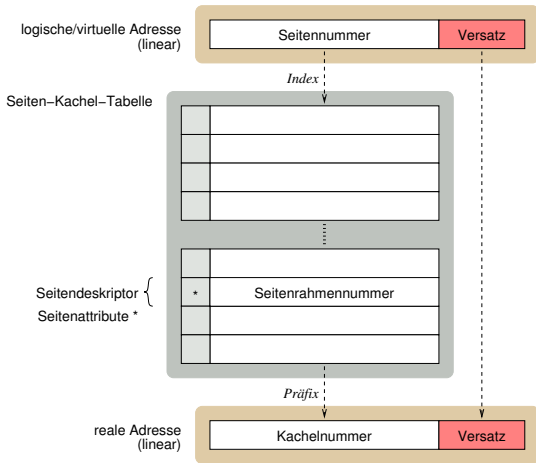 logische/virtuelle Adresse
(linear)
Seitennummer
Versatz
Index
Seiten−Kachel−Tabelle
Seitendeskriptor
*
Seitenrahmennummer
Seitenattribute *
Präfix
reale Adresse
(linear)
Kachelnummer
Versatz